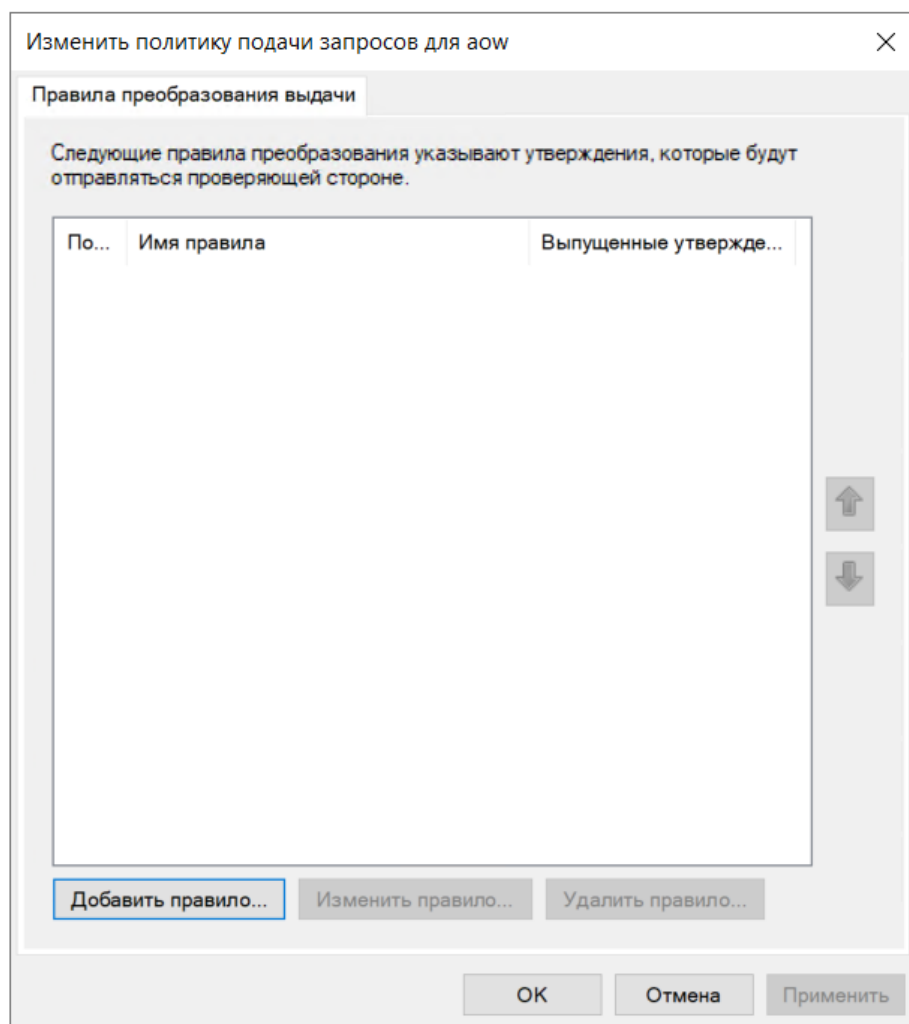 Изменить политику подачи запросов для aow
Правила преобразования выдачи
Следующие правила преобразования указывают утверждения, которые будут
отправляться проверяющей стороне.
По... Имя правила Выпущенные утвержде...
Добавить правило... Изменить правило... Удалить правило...
OK Отмена Применить